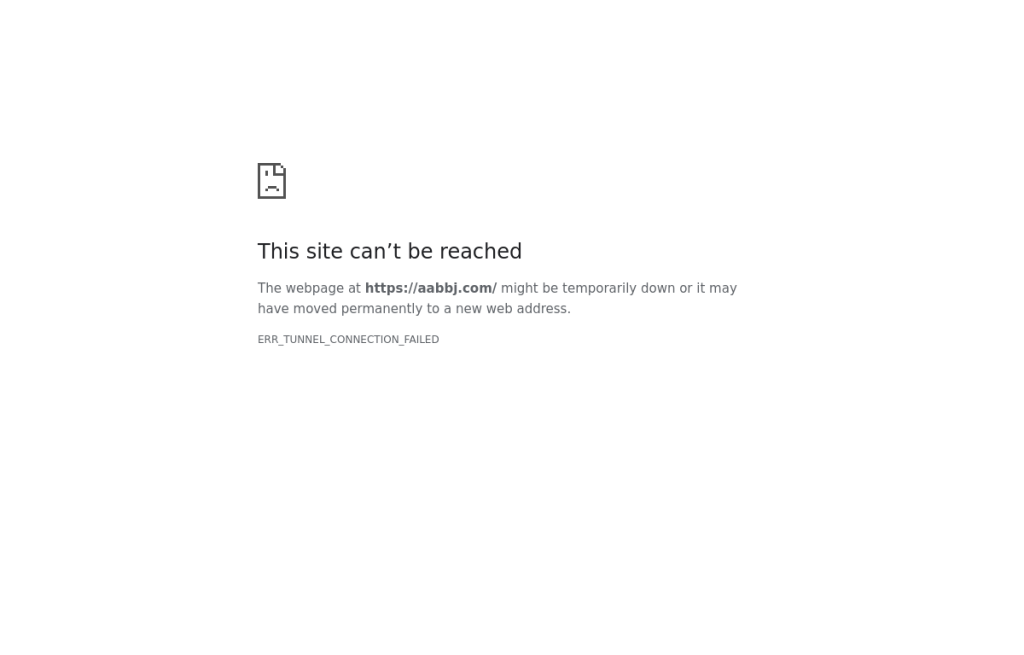 This site can’t be reached
The webpage at https://aabbj.com/ might be temporarily down or it may
have moved permanently to a new web address.
ERR_TUNNEL_CONNECTION_FAILED